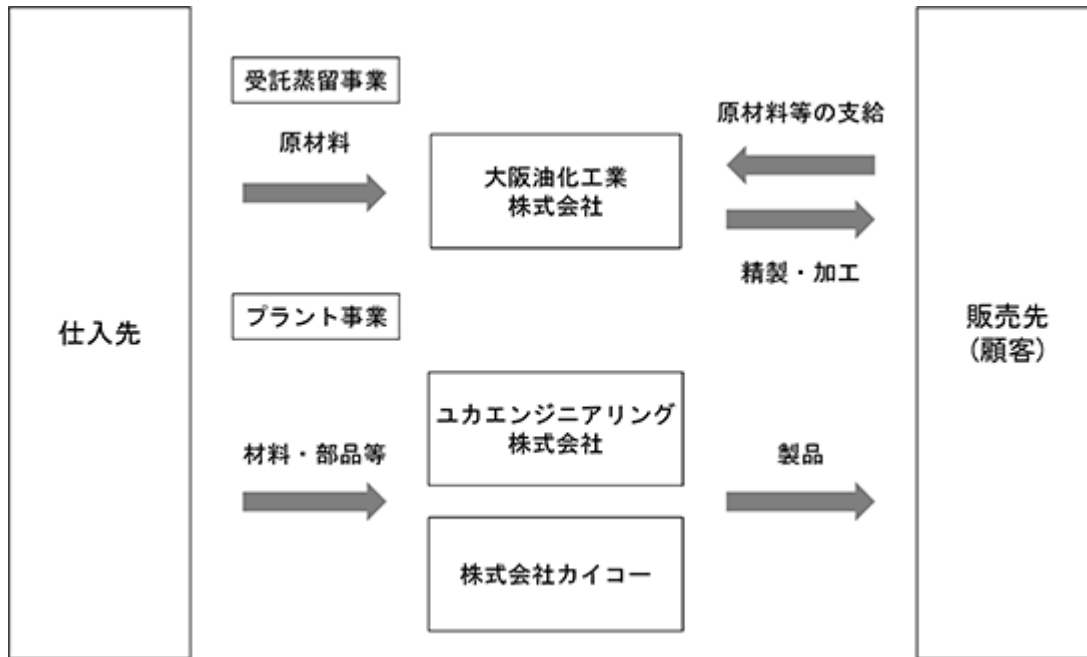 仕入先
受託蒸留事業
原材料
大阪油化工業
株式会社
原材料等の支給
精製・加工
プラント事業
材料・部品等
ユカエンジニアリング
株式会社
株式会社カイコー
製品
販売先
(顧客)